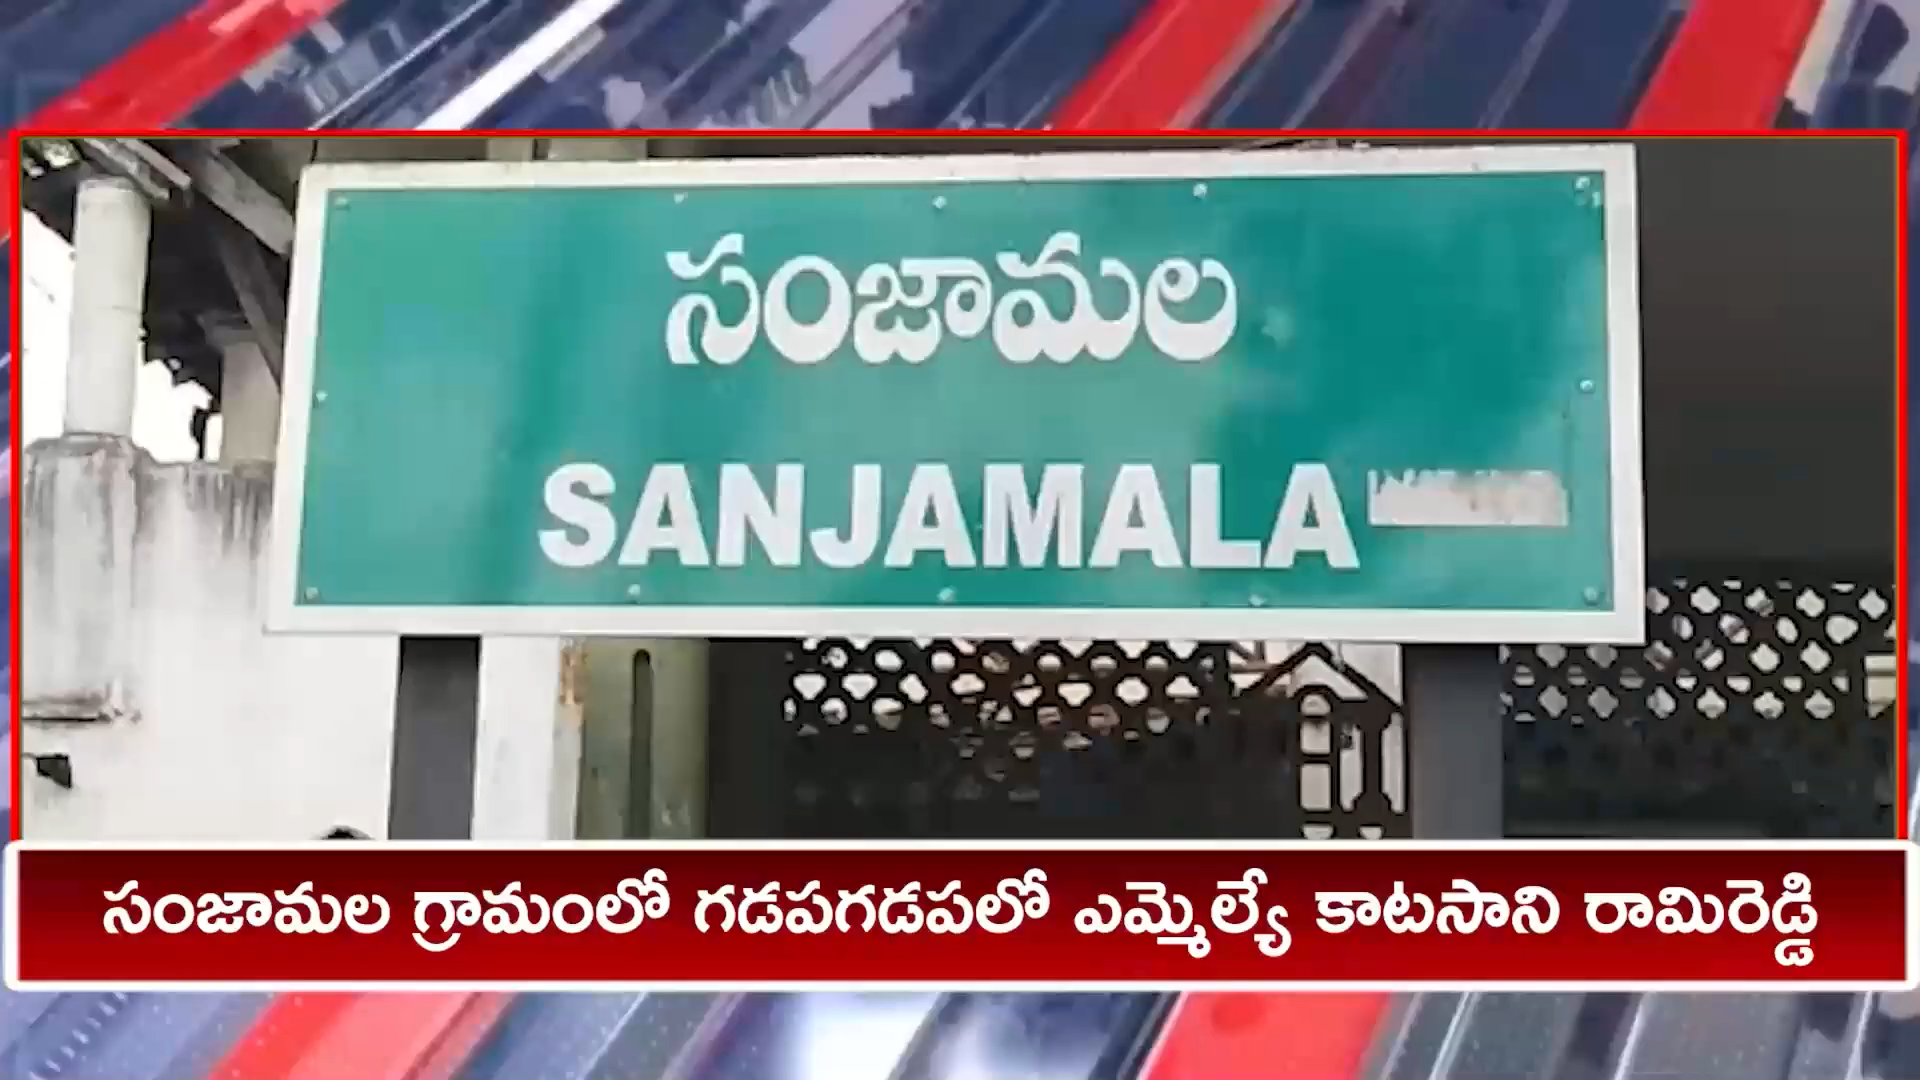 సంజామల
SANJAMALA
సంజామల గ్రామంలో గడపగడపలో ఎమ్మెల్యే కాటసాని రామిరెడ్డి